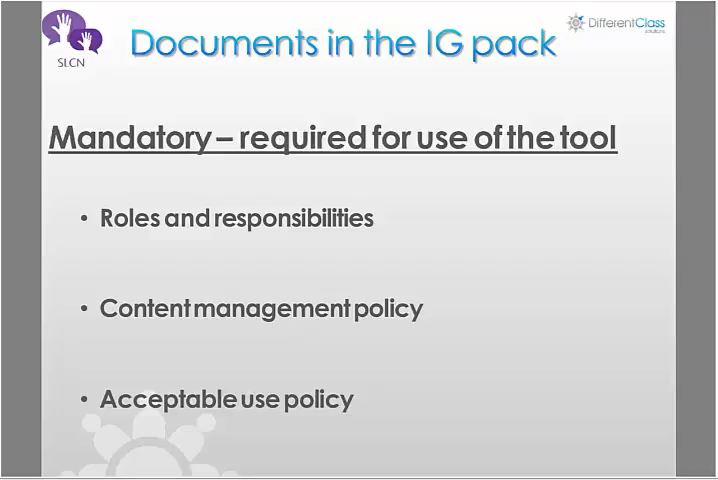 SLCN
DifferentClass
solutions
Documents in the IG pack
Mandatory – required for use of the tool
• Roles and responsibilities
• Content management policy
• Acceptable use policy